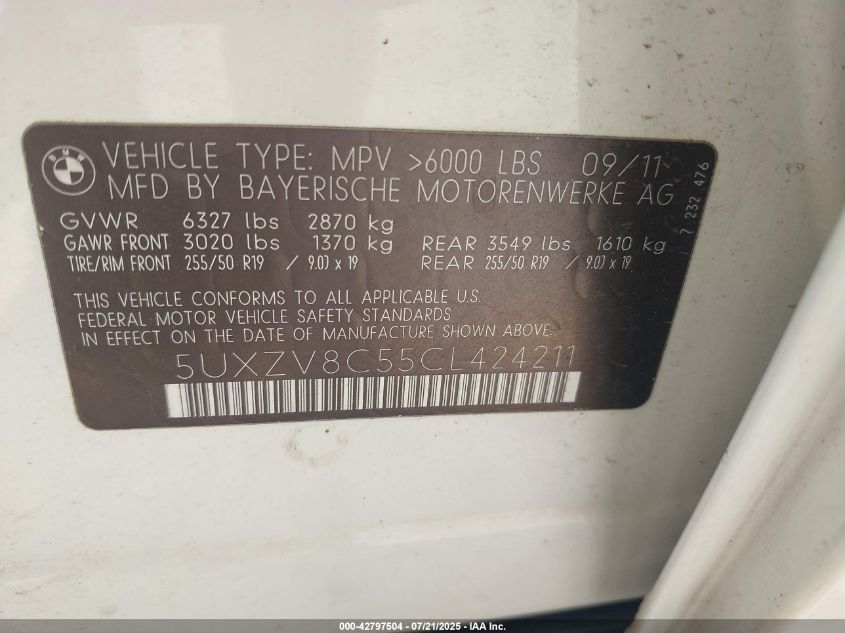 BMW
VEHICLE TYPE: MPV >6000 LBS 09/11
MFD BY BAYERISCHE MOTORENWERKE AG
7 232 476
GVWR 6327 lbs 2870 kg
GAWR FRONT 3020 lbs 1370 kg REAR 3549 lbs 1610 kg
TIRE/RIM FRONT 255/50 R19 / 9.0J x 19 REAR 255/50 R19 / 9.0J x 19
THIS VEHICLE CONFORMS TO ALL APPLICABLE U.S.
FEDERAL MOTOR VEHICLE SAFETY STANDARDS
IN EFFECT ON THE DATE OF MANUFACTURE SHOWN ABOVE.
5UXZV8C55CL424211
000-42797504 / 07/21/2025 - IAA Inc.